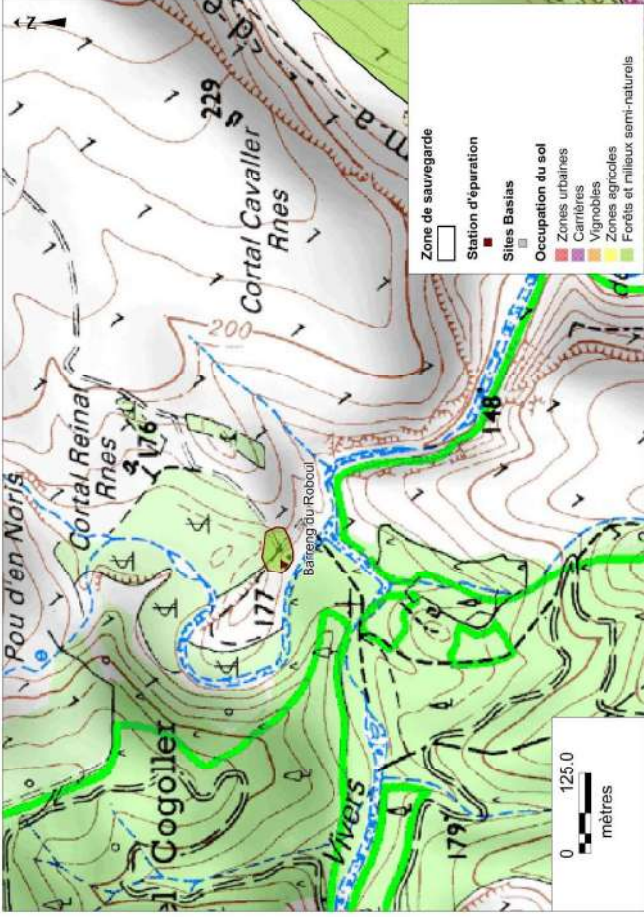 Pou d'en Noris
Cortal Reinal
Rnes
176
229
Cortal Cavaller
Rnes
200
177
Barreng du Roboul
148
Cogoller
Vivers
179
N
Zone de sauvegarde
Station d'épuration
Sites Basias
Occupation du sol
Zones urbaines
Carrières
Vignobles
Zones agricoles
Forêts et milieux semi-naturels
0 125.0
mètres